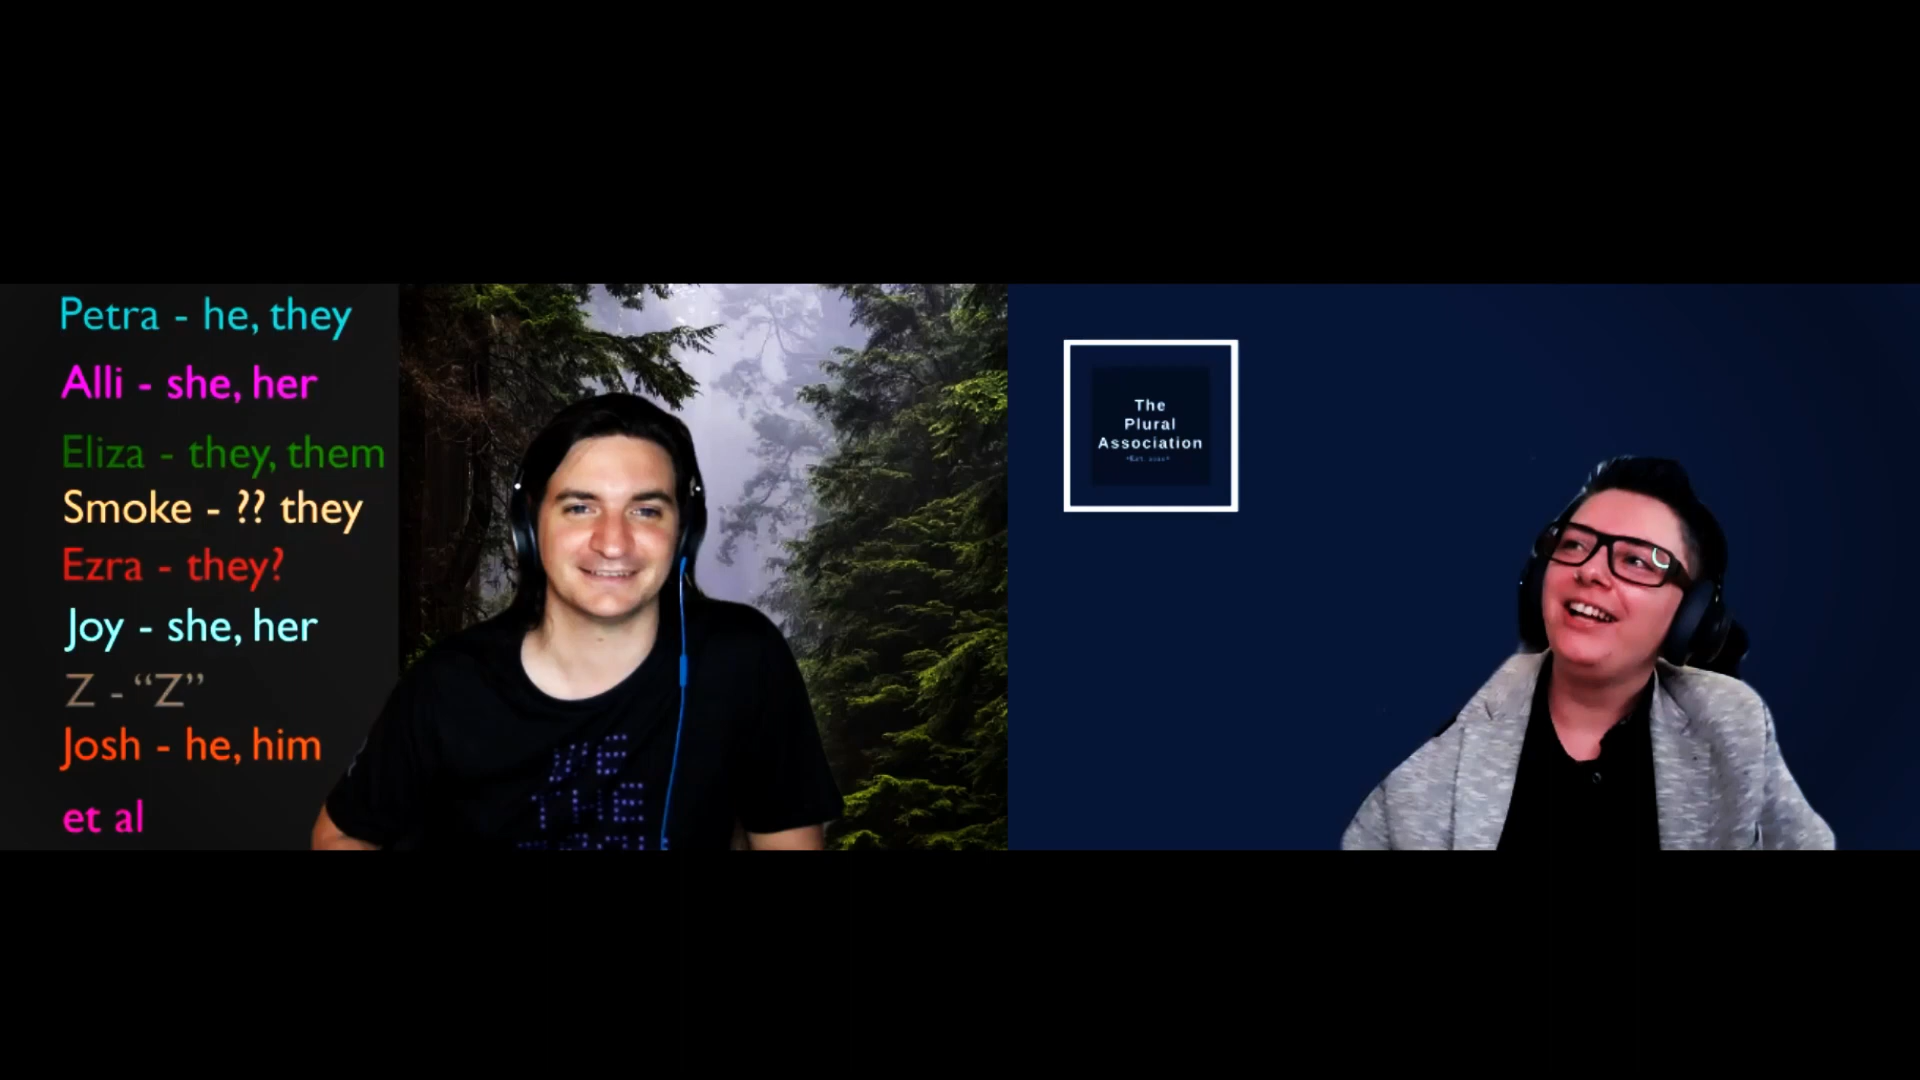 Petra - he, they
Alli - she, her
Eliza - they, them
Smoke - ?? they
Ezra - they?
Joy - she, her
Z - “Z”
Josh - he, him
et al
The
Plural
Association
THE